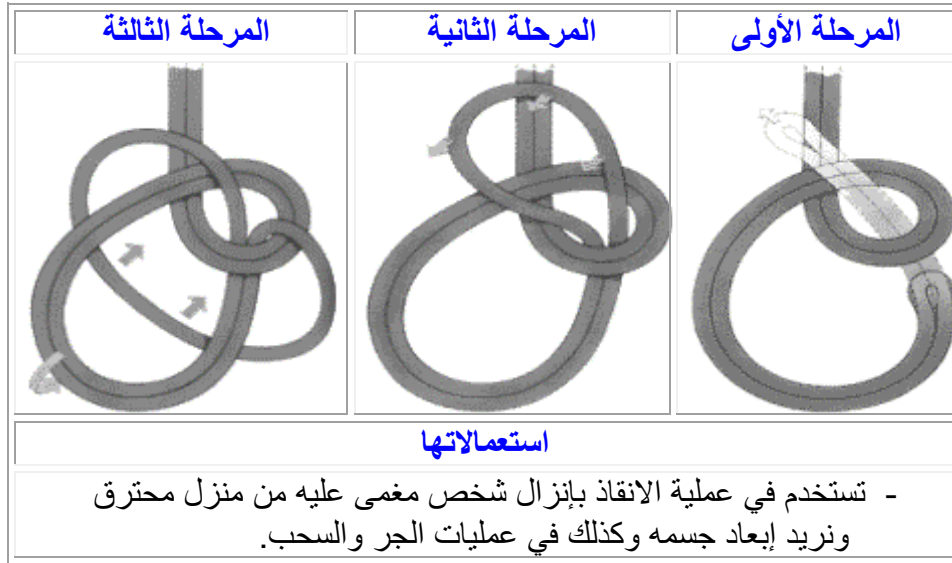 المرحلة الأولى
المرحلة الثانية
المرحلة الثالثة
استعمالاتها
- تستخدم في عملية الانقاذ بإنزال شخص مغمى عليه من منزل محترق
ونريد إبعاد جسمه وكذلك في عمليات الجر والسحب.